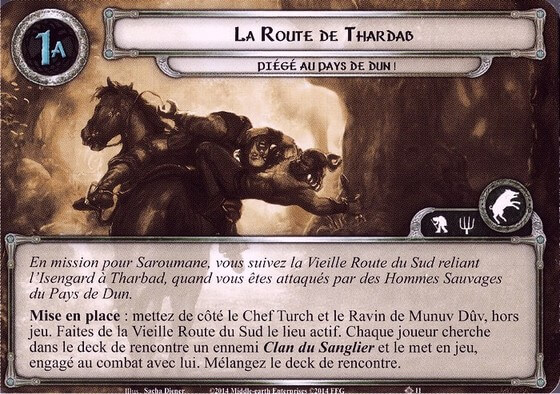 1A
La Route de Thardab
Piégé au pays de Dun !
En mission pour Saroumane, vous suivez la Vieille Route du Sud reliant
l'Isengard à Tharbad, quand vous êtes attaqués par des Hommes Sauvages
du Pays de Dun.
Mise en place : mettez de côté le Chef Turch et le Ravin de Munuv Dûv, hors
jeu. Faites de la Vieille Route du Sud le lieu actif. Chaque joueur cherche
dans le deck de rencontre un ennemi Clan du Sanglier et le met en jeu,
engagé au combat avec lui. Mélangez le deck de rencontre.
Illus. Sacha Diener ©2014 Middle-earth Enterprises ©2014 FFG 11